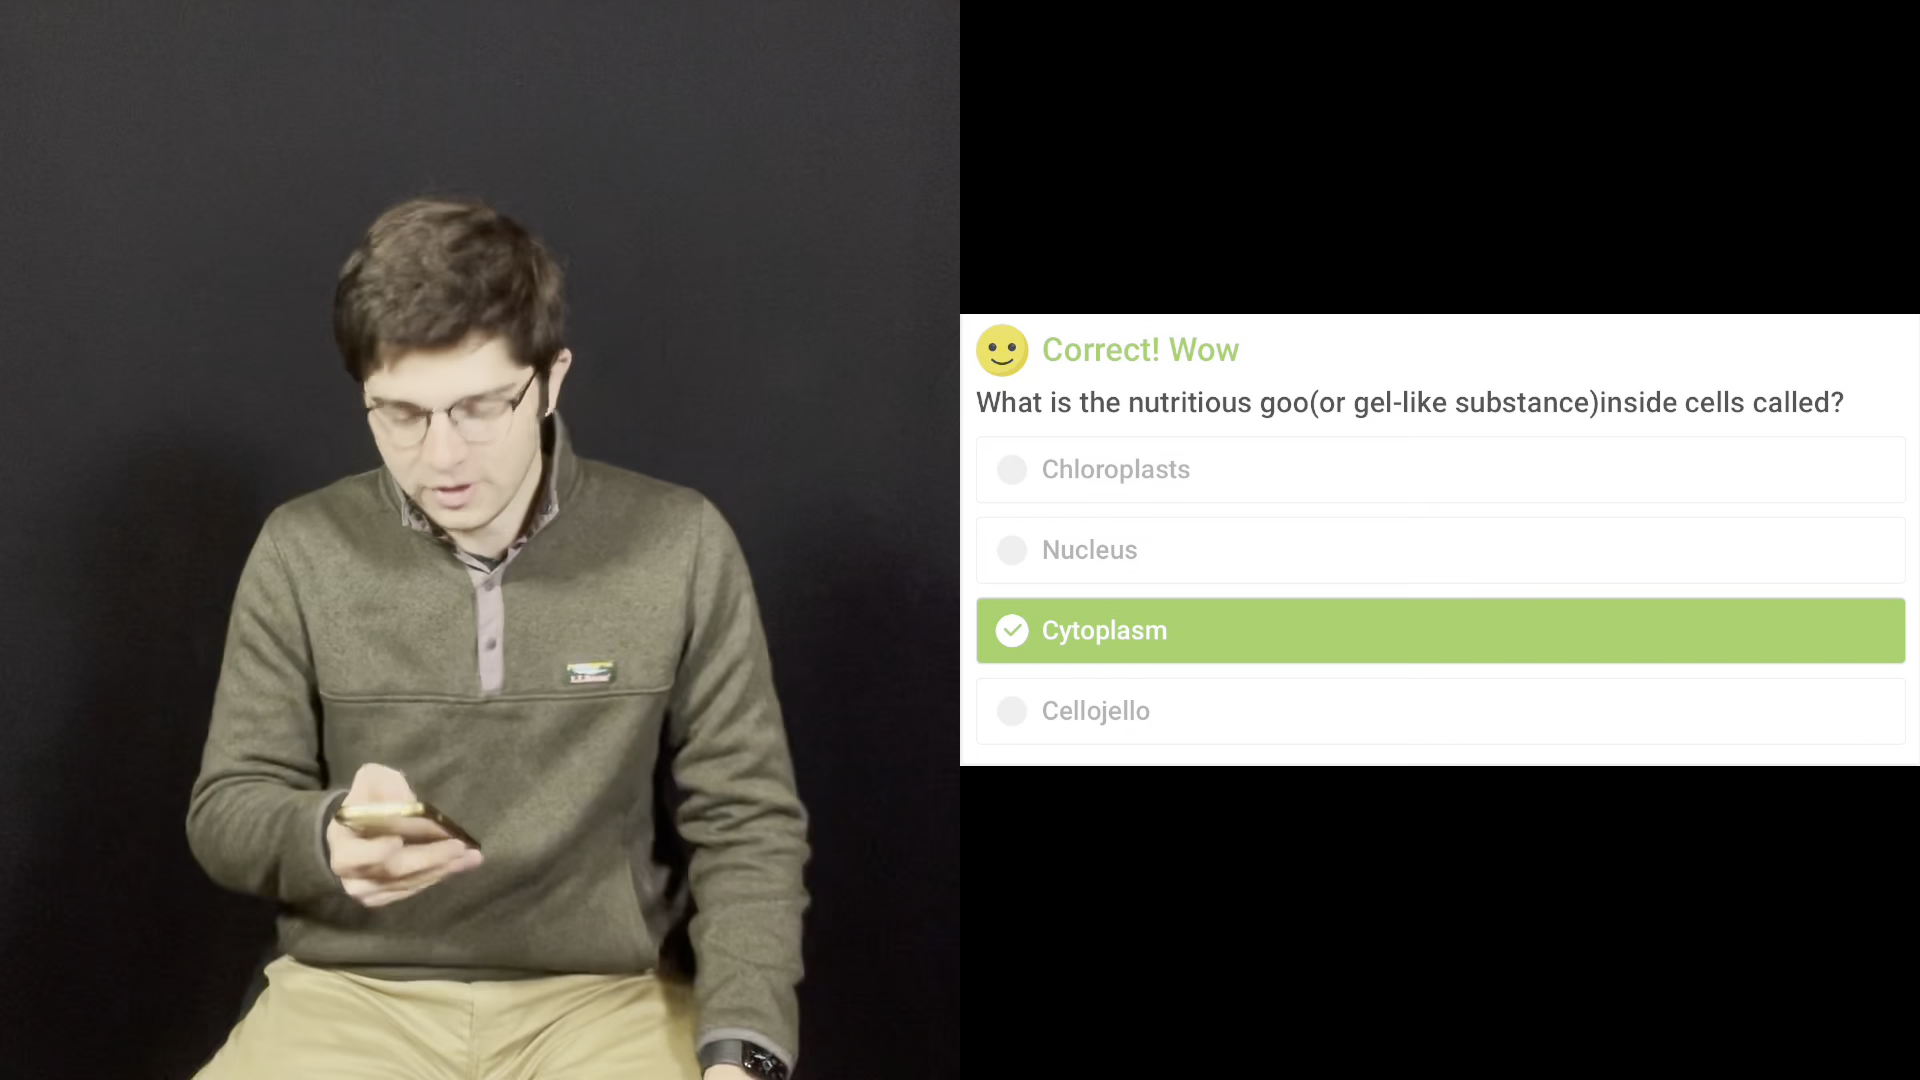 Correct! Wow
What is the nutritious goo(or gel-like substance)inside cells called?
Chloroplasts
Nucleus
Cytoplasm
Cellojello